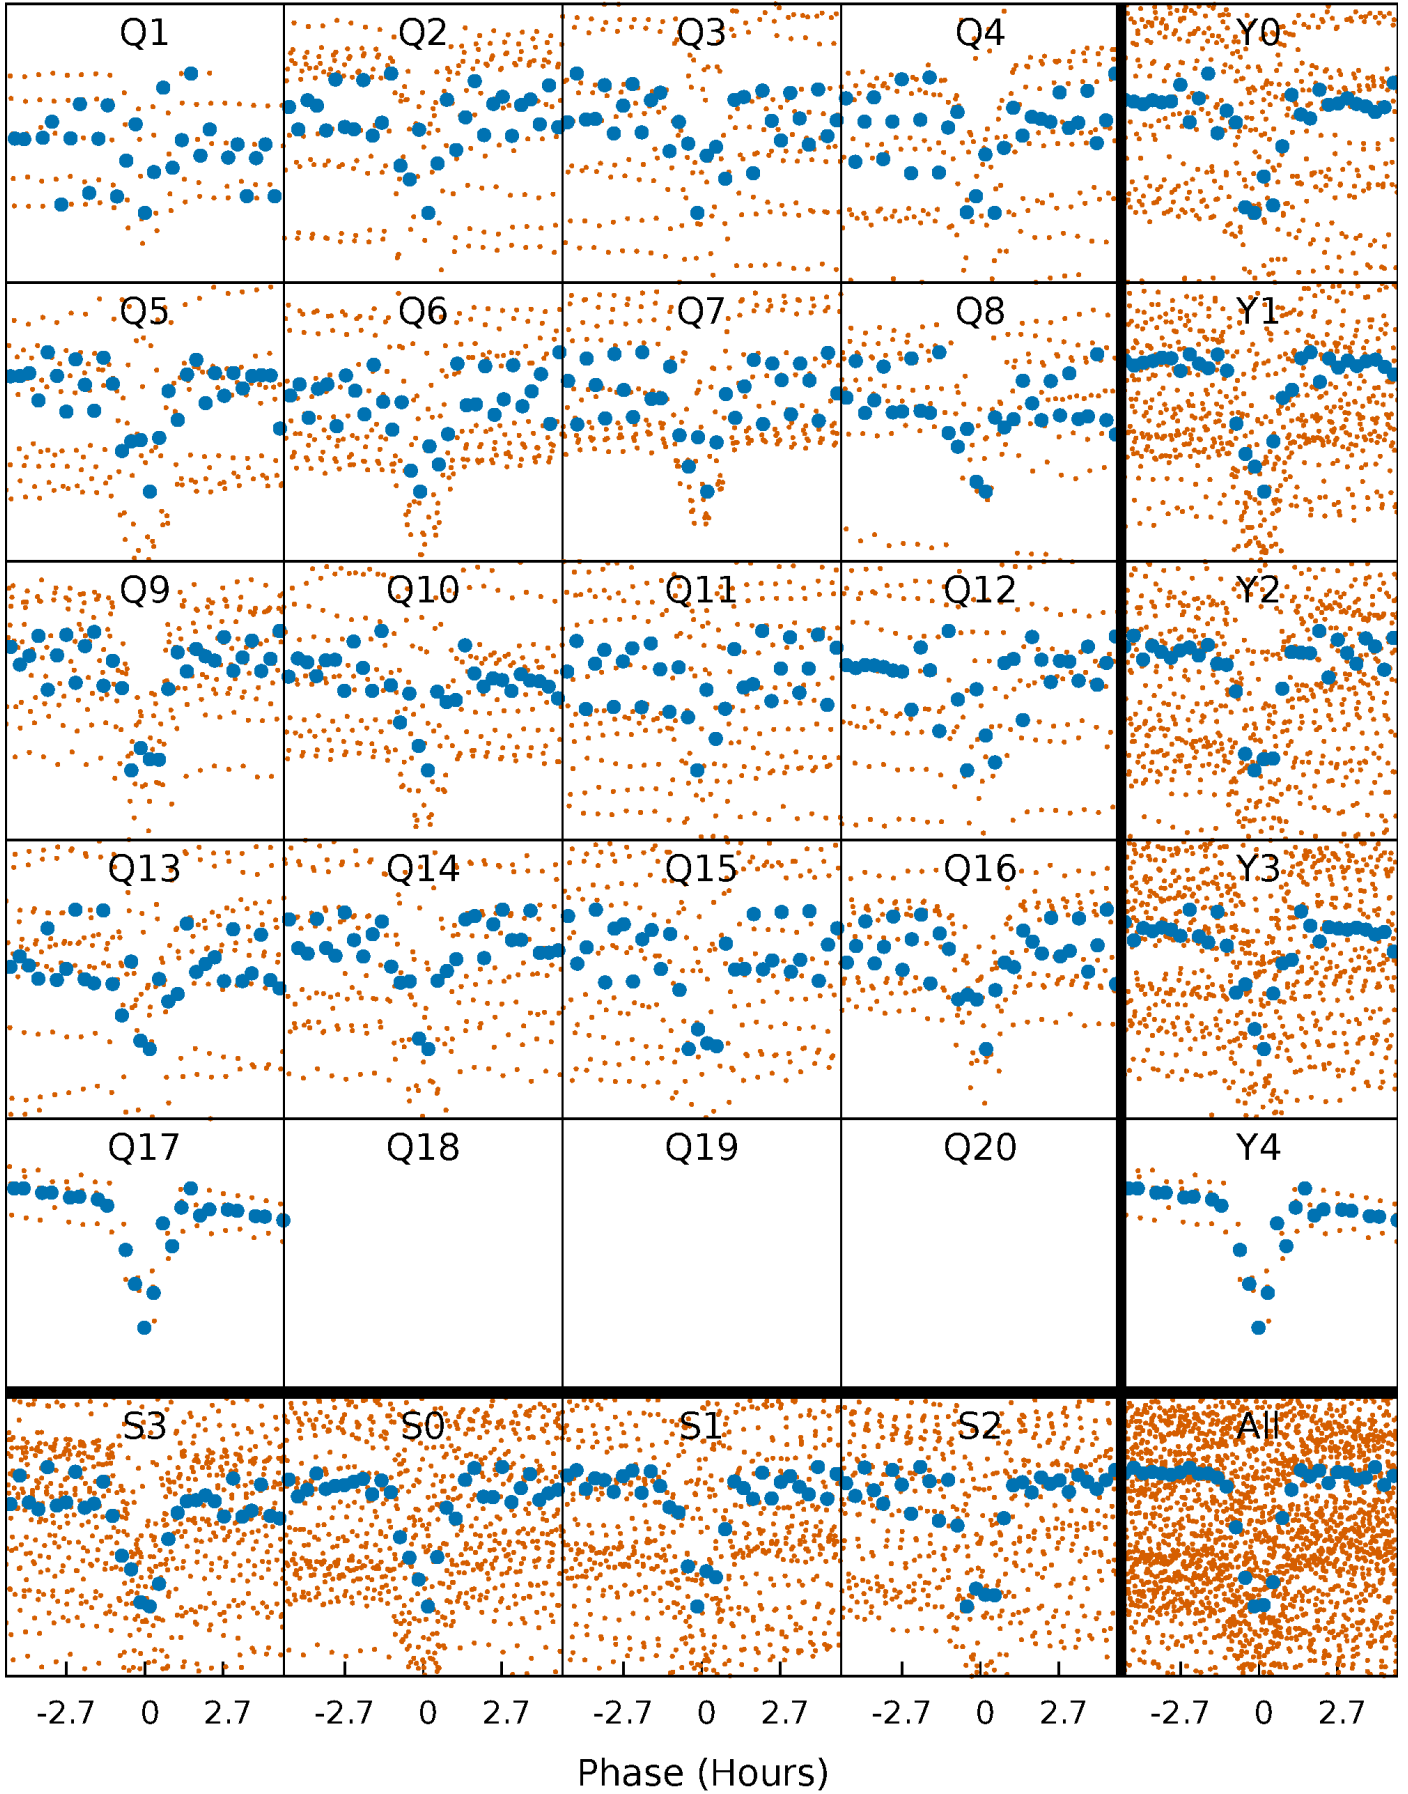 Q1 Q2 Q3 Q4 Y0
Q5 Q6 Q7 Q8 Y1
Q9 Q10 Q11 Q12 Y2
Q13 Q14 Q15 Q16 Y3
Q17 Q18 Q19 Q20 Y4
S3 S0 S1 S2 All
-2.7 0 2.7 -2.7 0 2.7 -2.7 0 2.7 -2.7 0 2.7 -2.7 0 2.7
Phase (Hours)